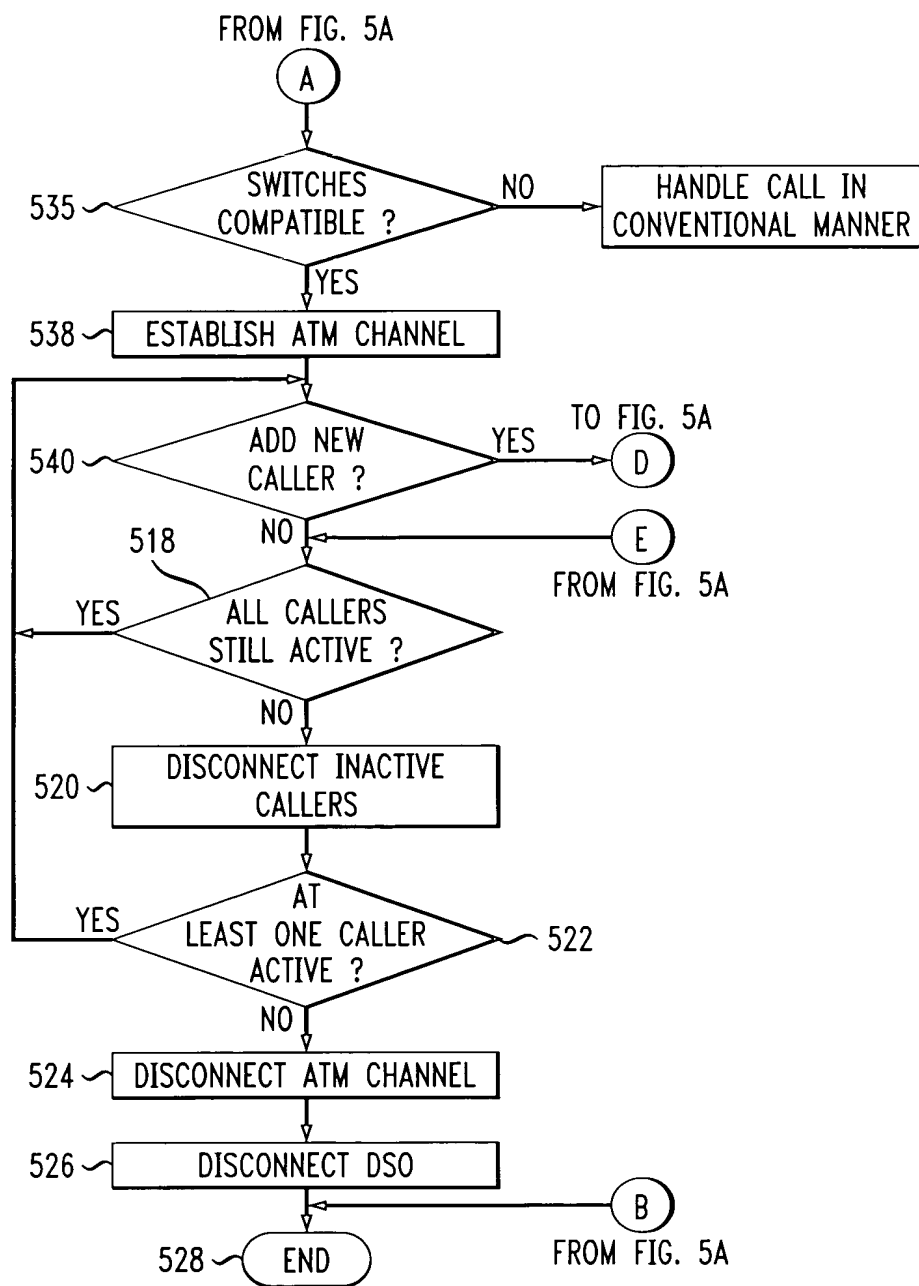 FROM FIG. 5A
A
535
SWITCHES
COMPATIBLE ?
NO
HANDLE CALL IN
CONVENTIONAL MANNER
YES
538
ESTABLISH ATM CHANNEL
540
ADD NEW
CALLER ?
YES
TO FIG. 5A
D
NO
E
FROM FIG. 5A
518
YES
ALL CALLERS
STILL ACTIVE ?
NO
520
DISCONNECT INACTIVE
CALLERS
YES
AT
LEAST ONE CALLER
ACTIVE ?
522
NO
524
DISCONNECT ATM CHANNEL
526
DISCONNECT DSO
B
FROM FIG. 5A
528
END